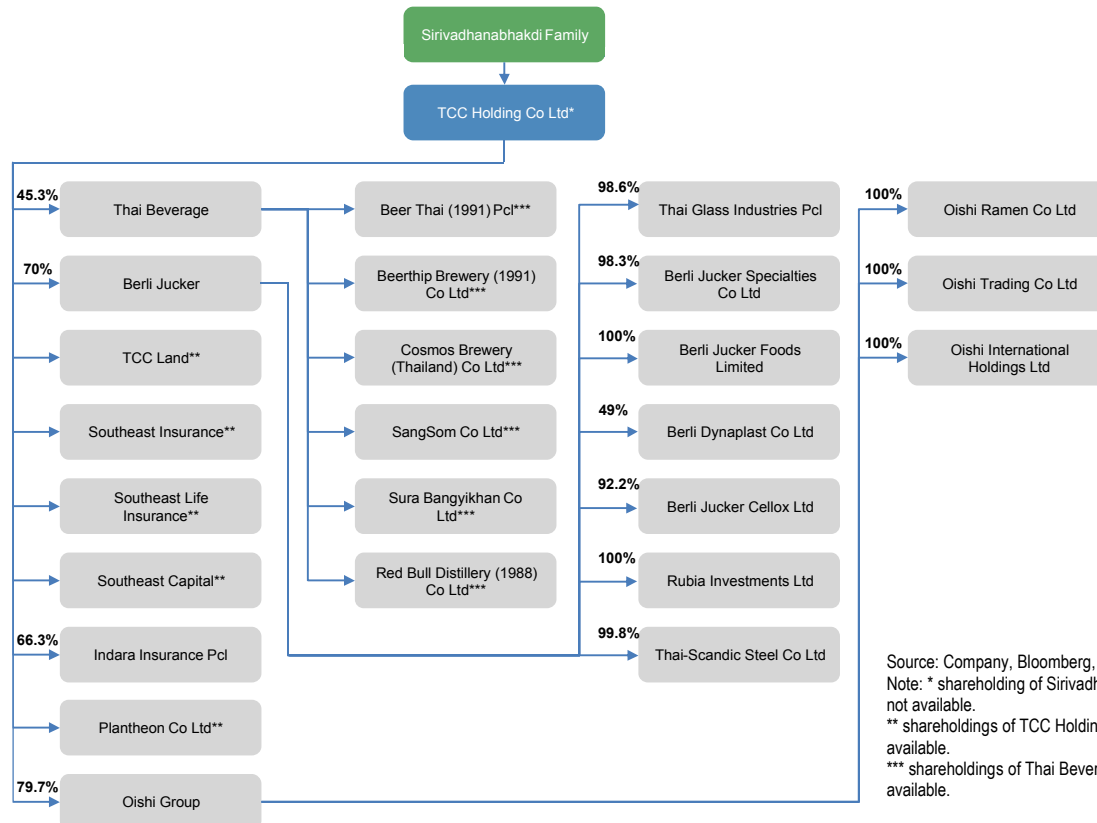 Sirivadhanabhakdi Family
TCC Holding Co Ltd*
45.3%
Thai Beverage
70%
Berli Jucker
TCC Land**
Southeast Insurance**
Southeast Life
Insurance**
Southeast Capital**
66.3%
Indara Insurance Pcl
Plantheon Co Ltd**
79.7%
Oishi Group
Beer Thai (1991) Pcl***
Beerthip Brewery (1991)
Co Ltd***
Cosmos Brewery
(Thailand) Co Ltd***
SangSom Co Ltd***
Sura Bangyikhan Co
Ltd***
Red Bull Distillery (1988)
Co Ltd***
98.6%
Thai Glass Industries Pcl
98.3%
Berli Jucker Specialties
Co Ltd
100%
Berli Jucker Foods
Limited
49%
Berli Dynaplast Co Ltd
92.2%
Berli Jucker Cellox Ltd
100%
Rubia Investments Ltd
99.8%
Thai-Scandic Steel Co Ltd
100%
Oishi Ramen Co Ltd
100%
Oishi Trading Co Ltd
100%
Oishi International
Holdings Ltd
Source: Company, Bloomberg,
Note: * shareholding of Sirivadh
not available.
** shareholdings of TCC Holdin
available.
*** shareholdings of Thai Bever
available.